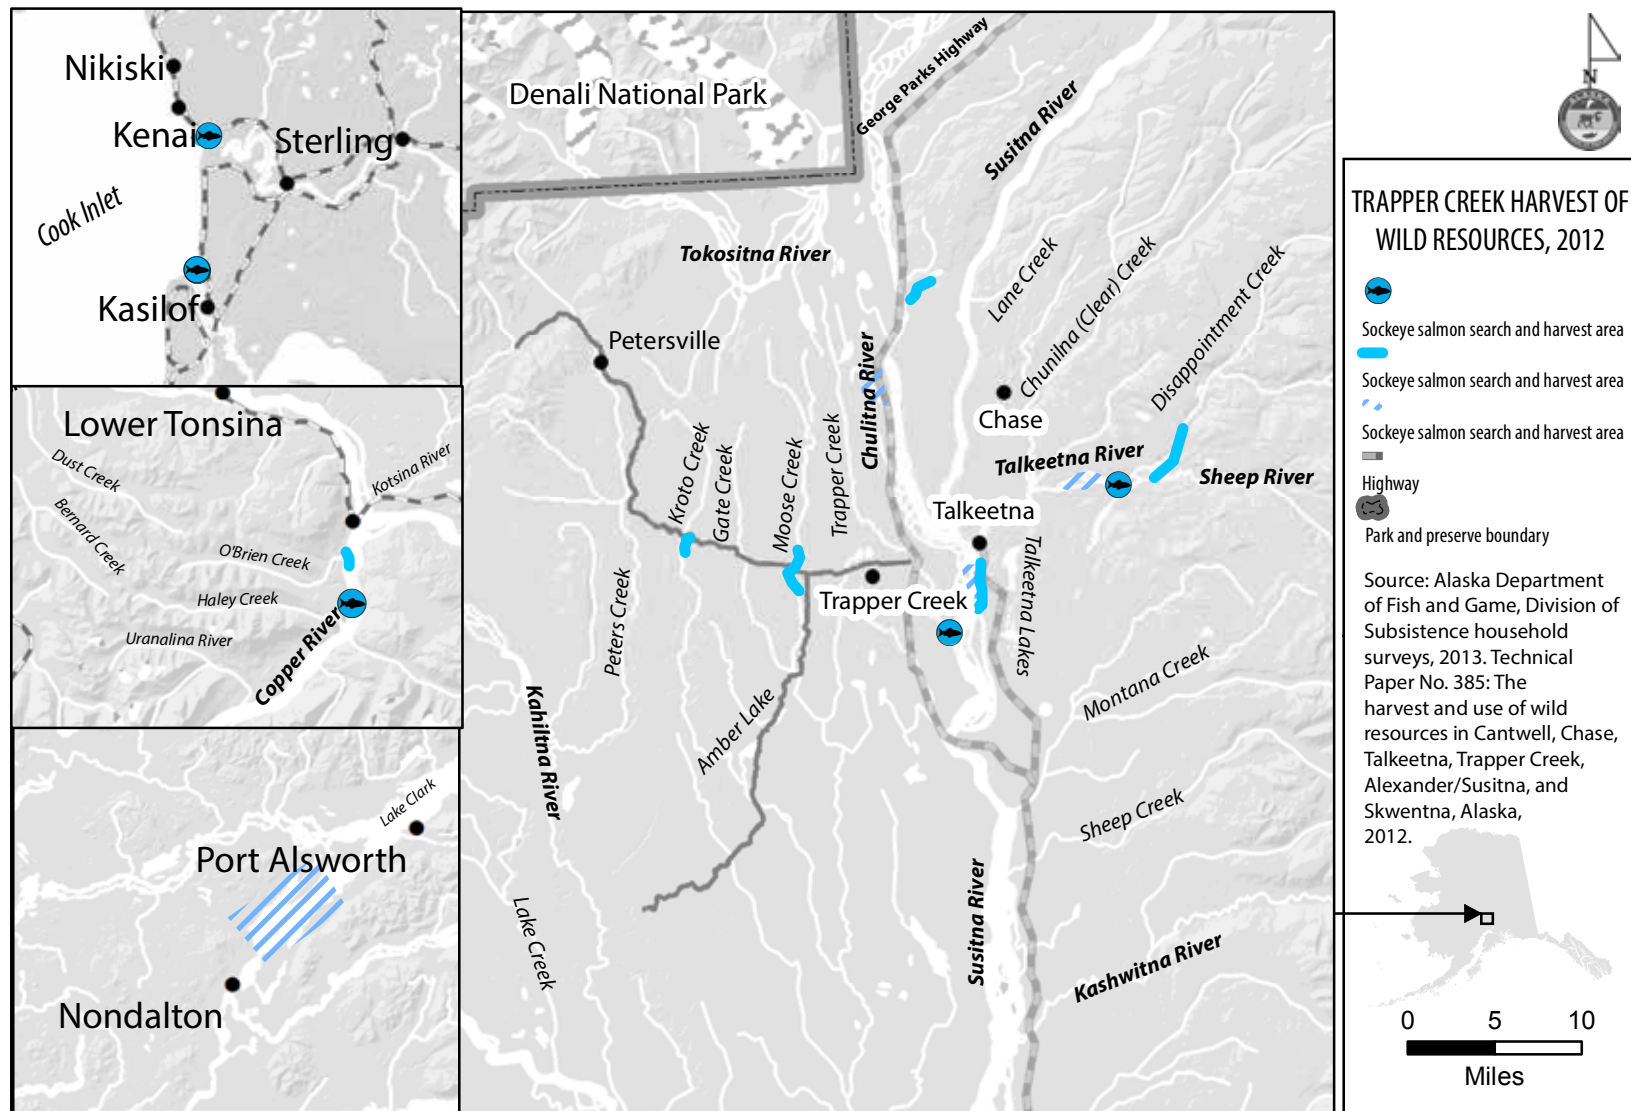 Nikiski
Kenai
Sterling
Cook Inlet
Kasilof
Lower Tonsina
Dust Creek
Kotsina River
Bernard Creek
O'Brien Creek
Haley Creek
Uranalina River
Copper River
Lake Clark
Port Alsworth
Nondalton
Denali National Park
George Parks Highway
Susitna River
Tokositna River
Lane Creek
Chunilna (Clear) Creek
Disappointment Creek
Petersville
Chulitna River
Chase
Kroto Creek
Gate Creek
Moose Creek
Trapper Creek
Talkeetna River
Sheep River
Talkeetna
Trapper Creek
Talkeetna Lakes
Peters Creek
Montana Creek
Kahiltna River
Amber Lake
Sheep Creek
Lake Creek
Susitna River
Kashwitna River
N
TRAPPER CREEK HARVEST OF
WILD RESOURCES, 2012
Sockeye salmon search and harvest area
Sockeye salmon search and harvest area
Sockeye salmon search and harvest area
Highway
Park and preserve boundary
Source: Alaska Department
of Fish and Game, Division of
Subsistence household
surveys, 2013. Technical
Paper No. 385: The
harvest and use of wild
resources in Cantwell, Chase,
Talkeetna, Trapper Creek,
Alexander/Susitna, and
Skwentna, Alaska,
2012.
0 5 10
Miles